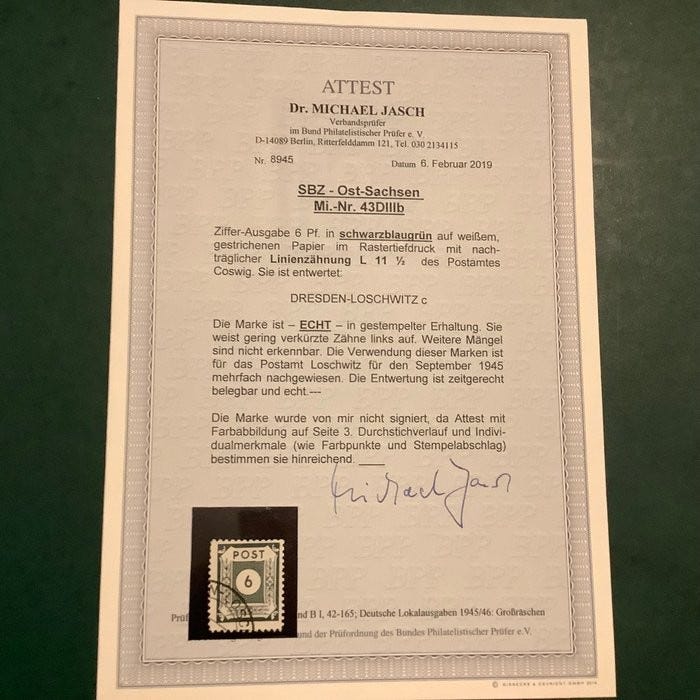 ATTEST
Dr. MICHAEL JASCH
Verbandsprüfer
im Bund Philatelistischer Prüfer e. V.
D-14089 Berlin, Ritterfelddamm 121, Tel. 030 2134115
Nr. 8945 Datum 6. Februar 2019
SBZ - Ost-Sachsen
Mi.-Nr. 43DIIIb
Ziffer-Ausgabe 6 Pf. in schwarzblaugrün auf weißem,
gestrichenen Papier im Rastertiefdruck mit nach-
träglicher Linienzähnung L 11 ½ des Postamtes
Coswig. Sie ist entwertet:
DRESDEN-LOSCHWITZ c
Die Marke ist – ECHT – in gestempelter Erhaltung. Sie
weist gering verkürzte Zähne links auf. Weitere Mängel
sind nicht erkennbar. Die Verwendung dieser Marken ist
für das Postamt Loschwitz für den September 1945
mehrfach nachgewiesen. Die Entwertung ist zeitgerecht
belegbar und echt.---
Die Marke wurde von mir nicht signiert, da Attest mit
Farbabbildung auf Seite 3. Durchstichverlauf und Indivi-
dualmerkmale (wie Farbpunkte und Stempelabschlag)
bestimmen sie hinreichend.
Michael Jasch
POST
6
Prüf nd B I, 42-165; Deutsche Lokalausgaben 1945/46: Großräschen
und der Prüfordnung des Bundes Philatelistischer Prüfer e.V.